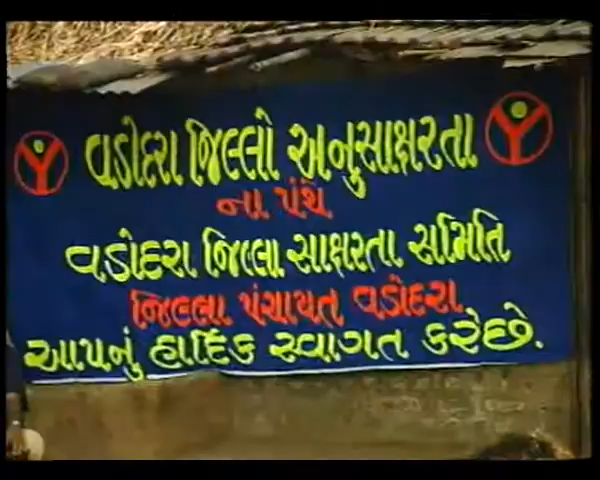 વડોદરા જિલ્લો અનુસાક્ષરતા
ના પંથે
વડોદરા જિલ્લા સાક્ષરતા સમિતિ
જિલ્લા પંચાયત વડોદરા
આપનું હાર્દિક સ્વાગત કરેછે.